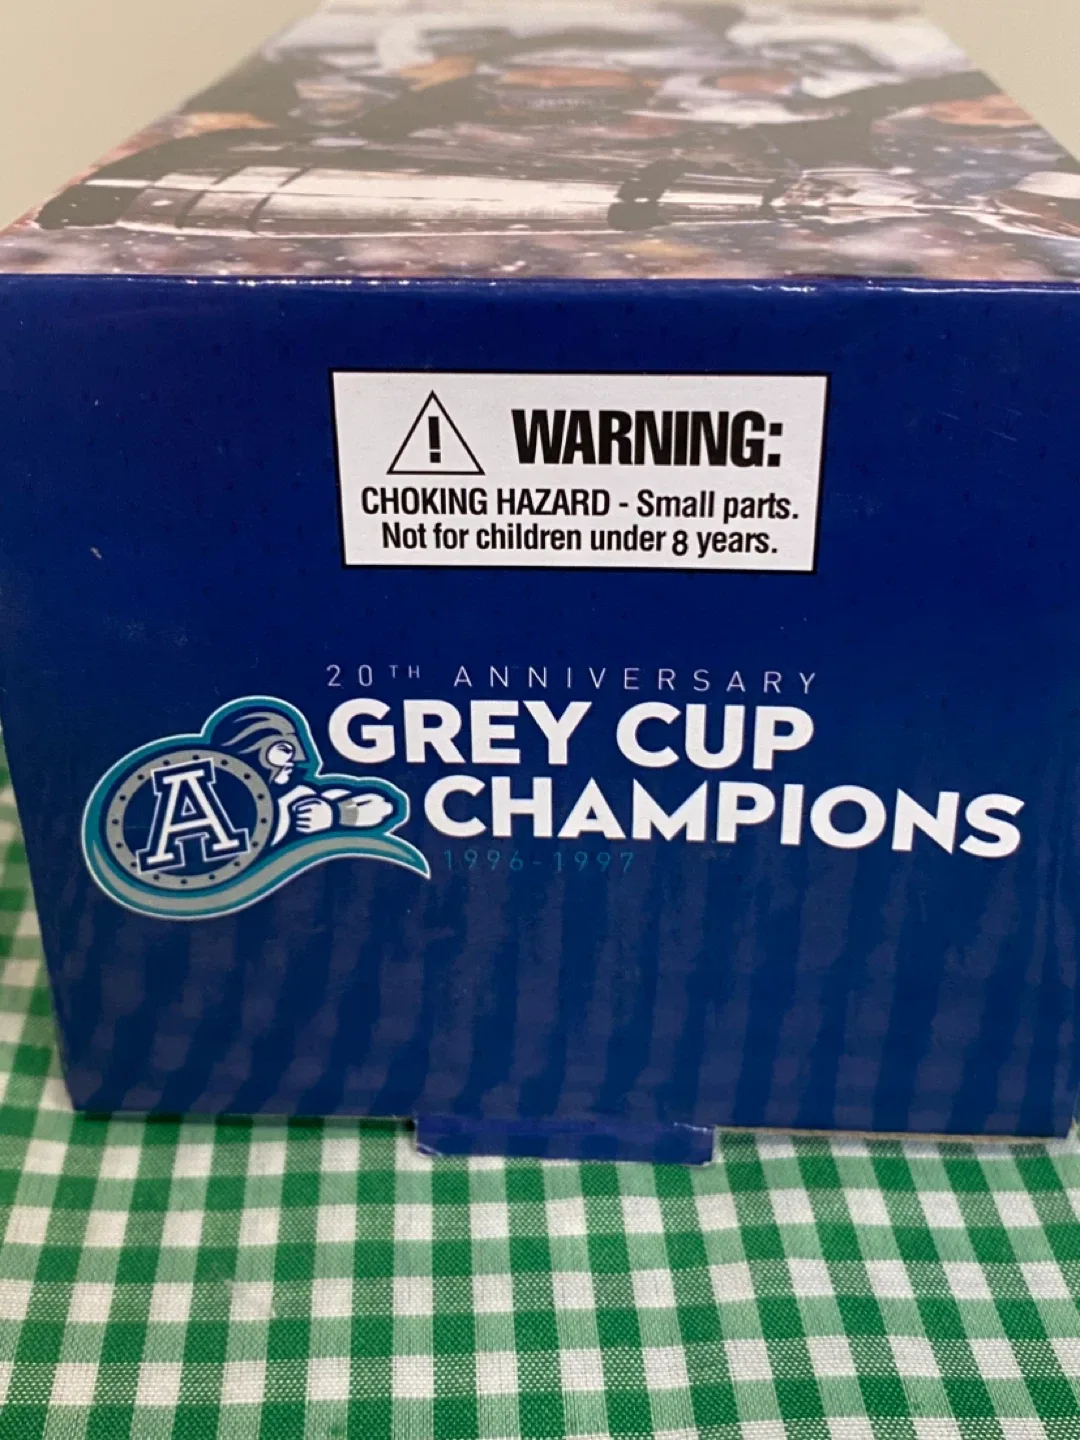 ! WARNING:
CHOKING HAZARD - Small parts.
Not for children under 8 years.
20TH ANNIVERSARY
GREY CUP
CHAMPIONS
1996-1997
A